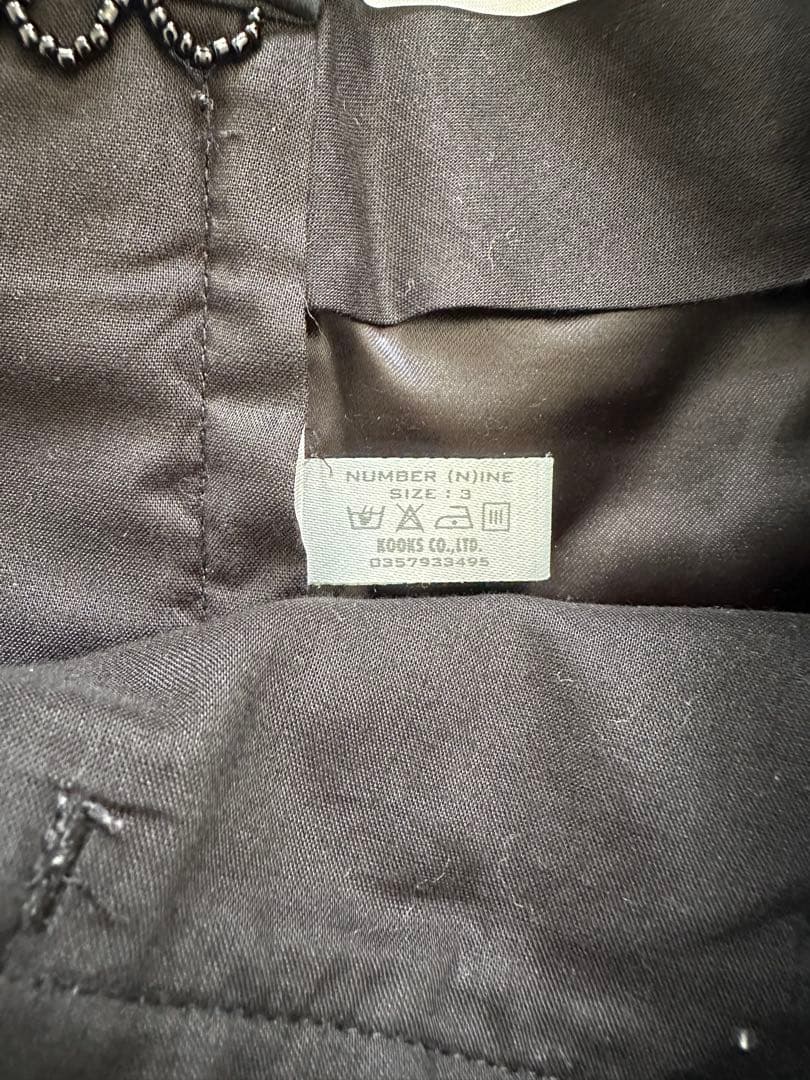 NUMBER (N)INE
SIZE : 3
KOOKS CO.,LTD.
0357933495